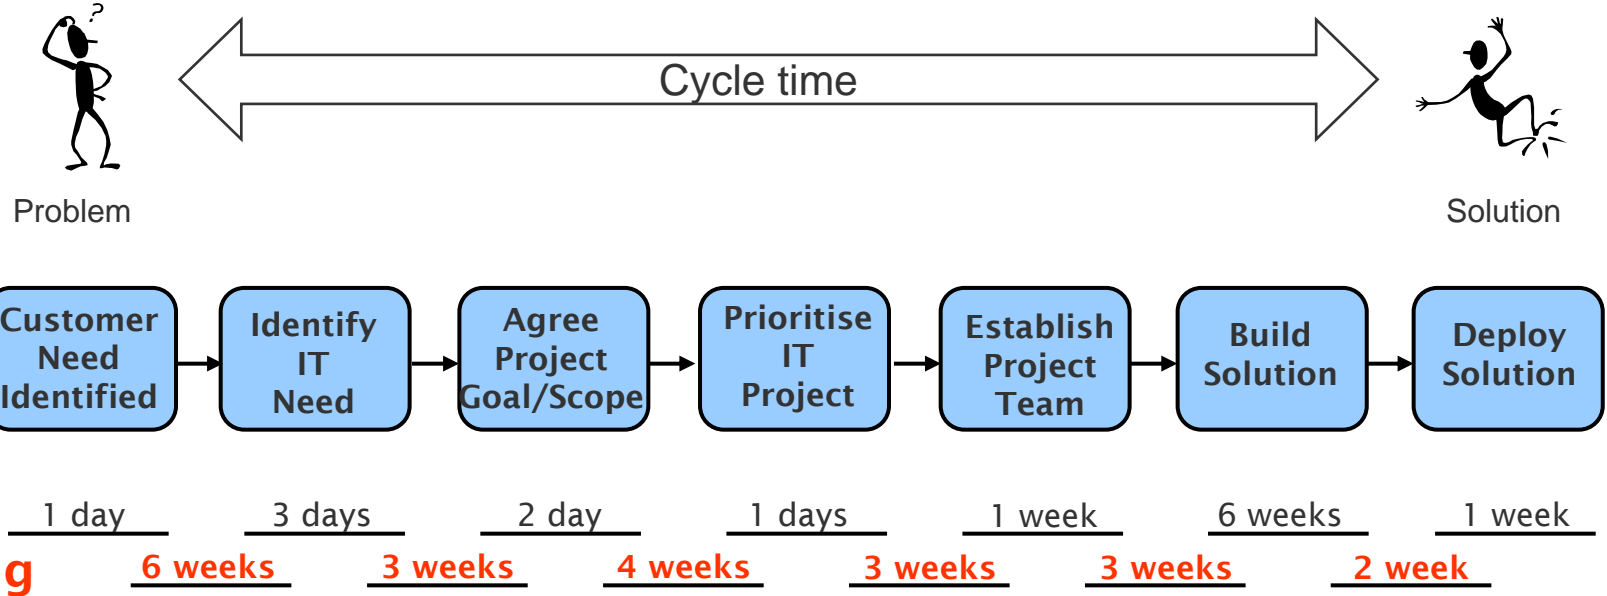 ?
Cycle time
Problem
Solution
Customer
Need
Identified
Identify
IT
Need
Agree
Project
Goal/Scope
Prioritise
IT
Project
Establish
Project
Team
Build
Solution
Deploy
Solution
1 day
3 days
2 day
1 days
1 week
6 weeks
1 week
g
6 weeks
3 weeks
4 weeks
3 weeks
3 weeks
2 week